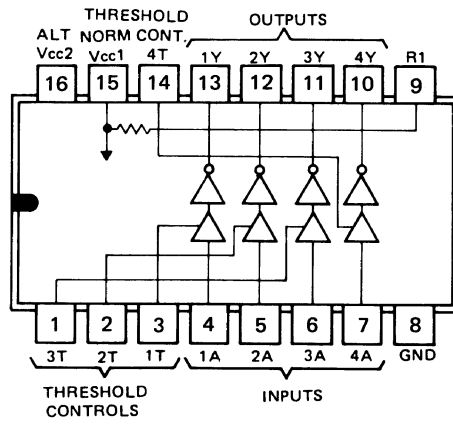 THRESHOLD
ALT NORM CONT. OUTPUTS
Vcc2 Vcc1 4T 1Y 2Y 3Y 4Y R1
16 15 14 13 12 11 10 9
1 2 3 4 5 6 7 8
3T 2T 1T 1A 2A 3A 4A GND
THRESHOLD
CONTROLS
INPUTS